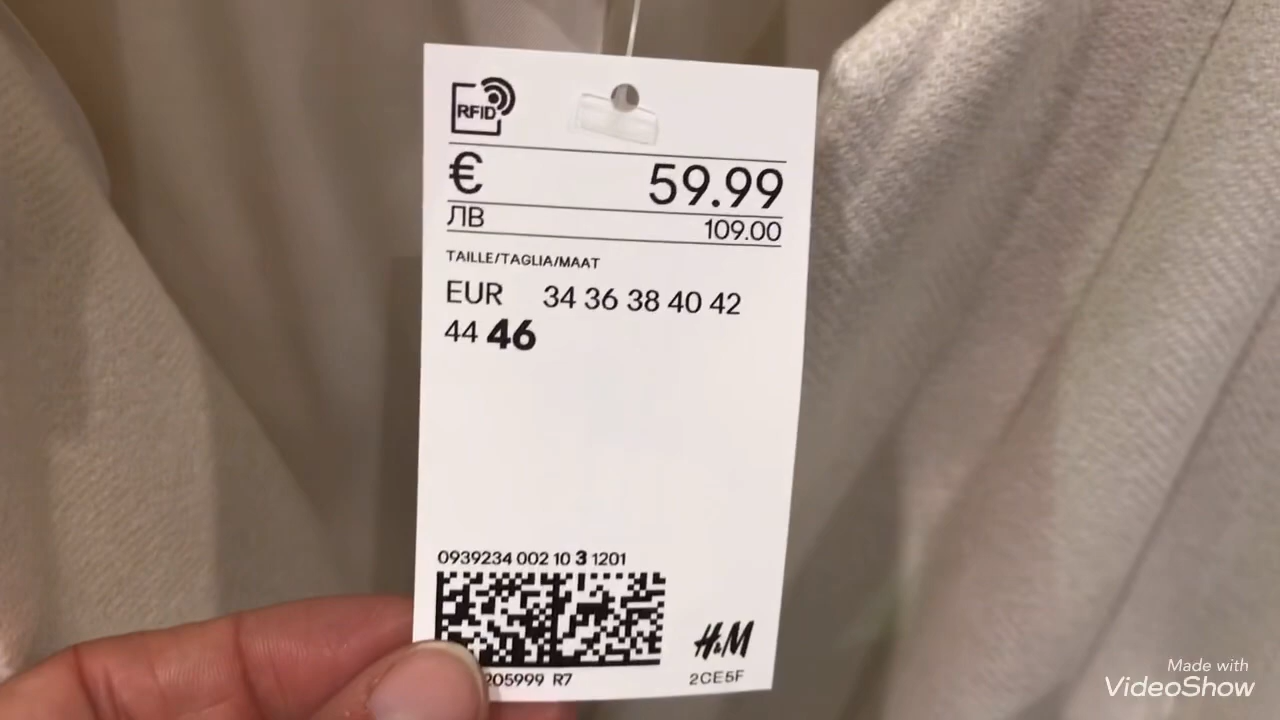 RFID
€ 59.99
ЛВ 109.00
TAILLE/TAGLIA/MAAT
EUR 34 36 38 40 42
44 46
0939234 002 10 3 1201
205999 R7
H&M
2CE5F
Made with
VideoShow